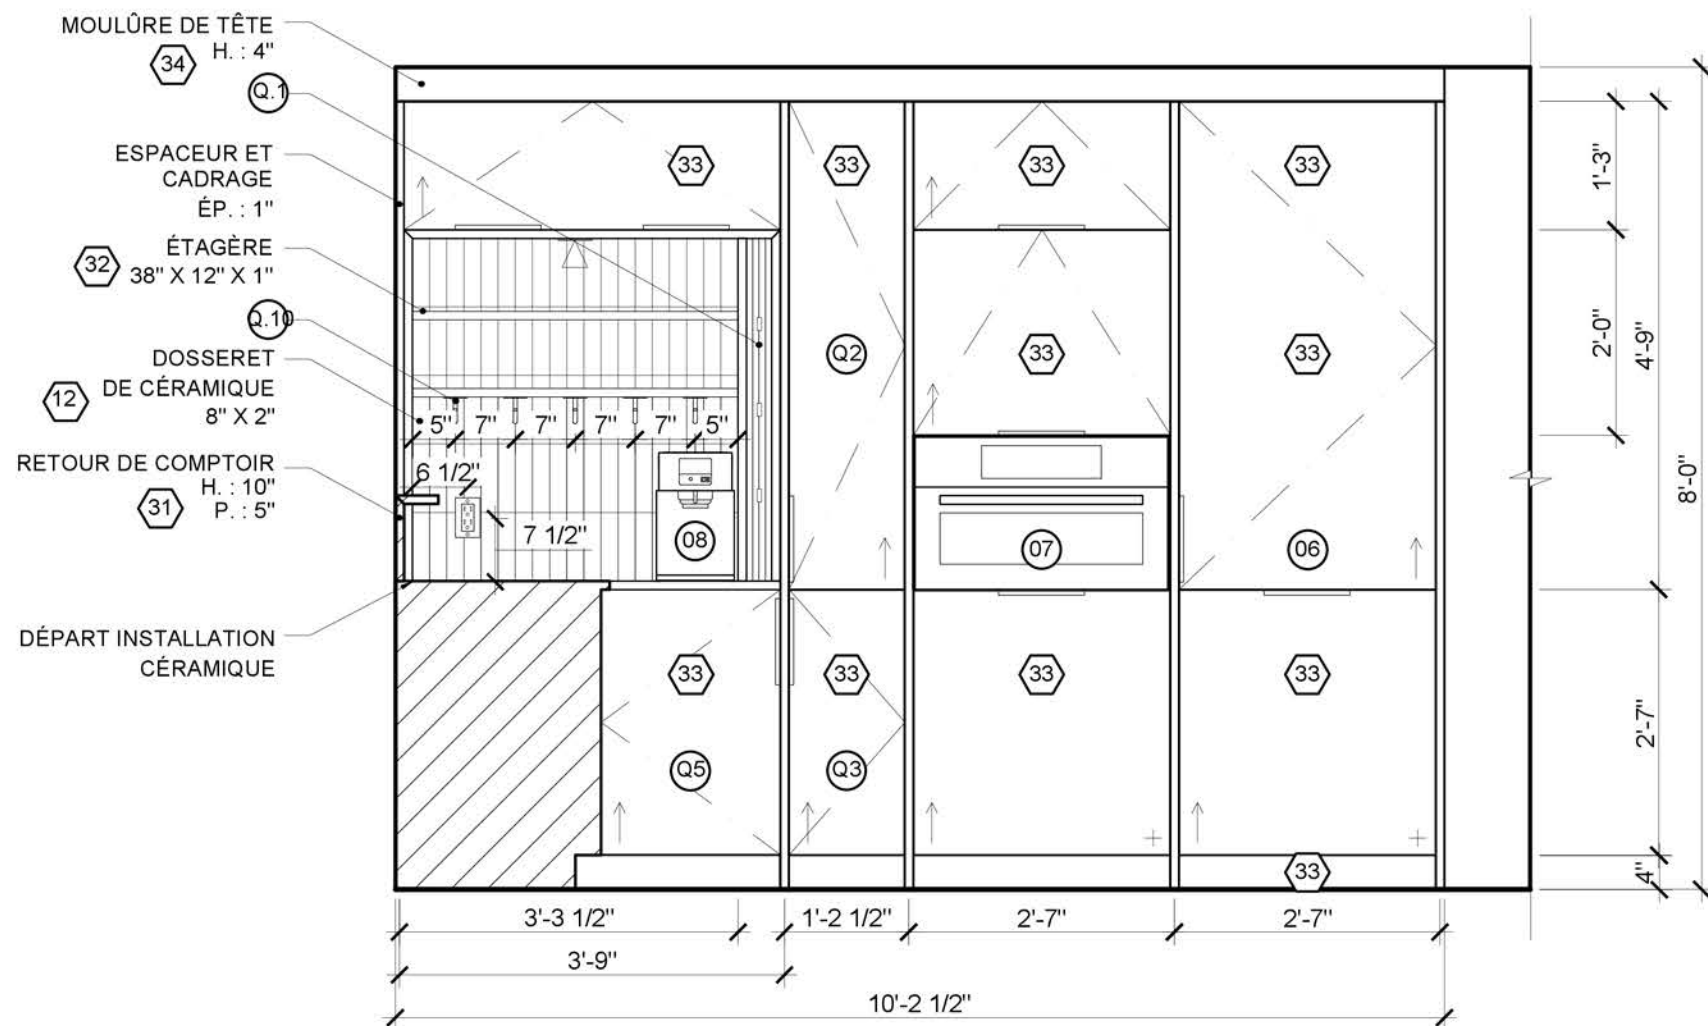 MOULÛRE DE TÊTE
H. : 4"
34
Q.1
ESPACEUR ET
CADRAGE
ÉP. : 1"
ÉTAGÈRE
38" X 12" X 1"
32
Q.10
DOSSERET
DE CÉRAMIQUE
8" X 2"
12
RETOUR DE COMPTOIR
H. : 10"
P. : 5"
31
DÉPART INSTALLATION
CÉRAMIQUE
33 33 33 33
Q2 33 33
5" 7" 7" 7" 7" 5"
6 1/2"
7 1/2"
08 07 06
33 33 33 33
Q5 Q3
33
1'-3"
2'-0"
4'-9"
2'-7"
4"
8'-0"
3'-3 1/2" 1'-2 1/2" 2'-7" 2'-7"
3'-9"
10'-2 1/2"